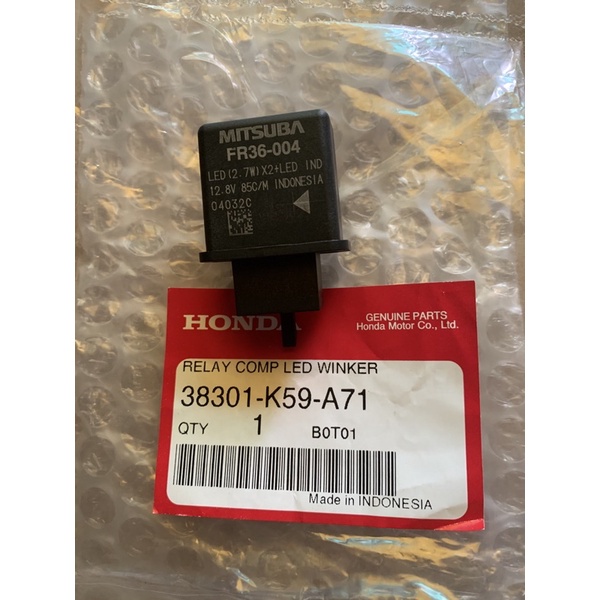 MITSUBA
FR36-004
LED(2.7W)X2+LED IND
12.8V 85C/M INDONESIA
04032C
HONDA
GENUINE PARTS
Honda Motor Co., Ltd.
RELAY COMP LED WINKER
38301-K59-A71
QTY 1 B0T01
Made in INDONESIA